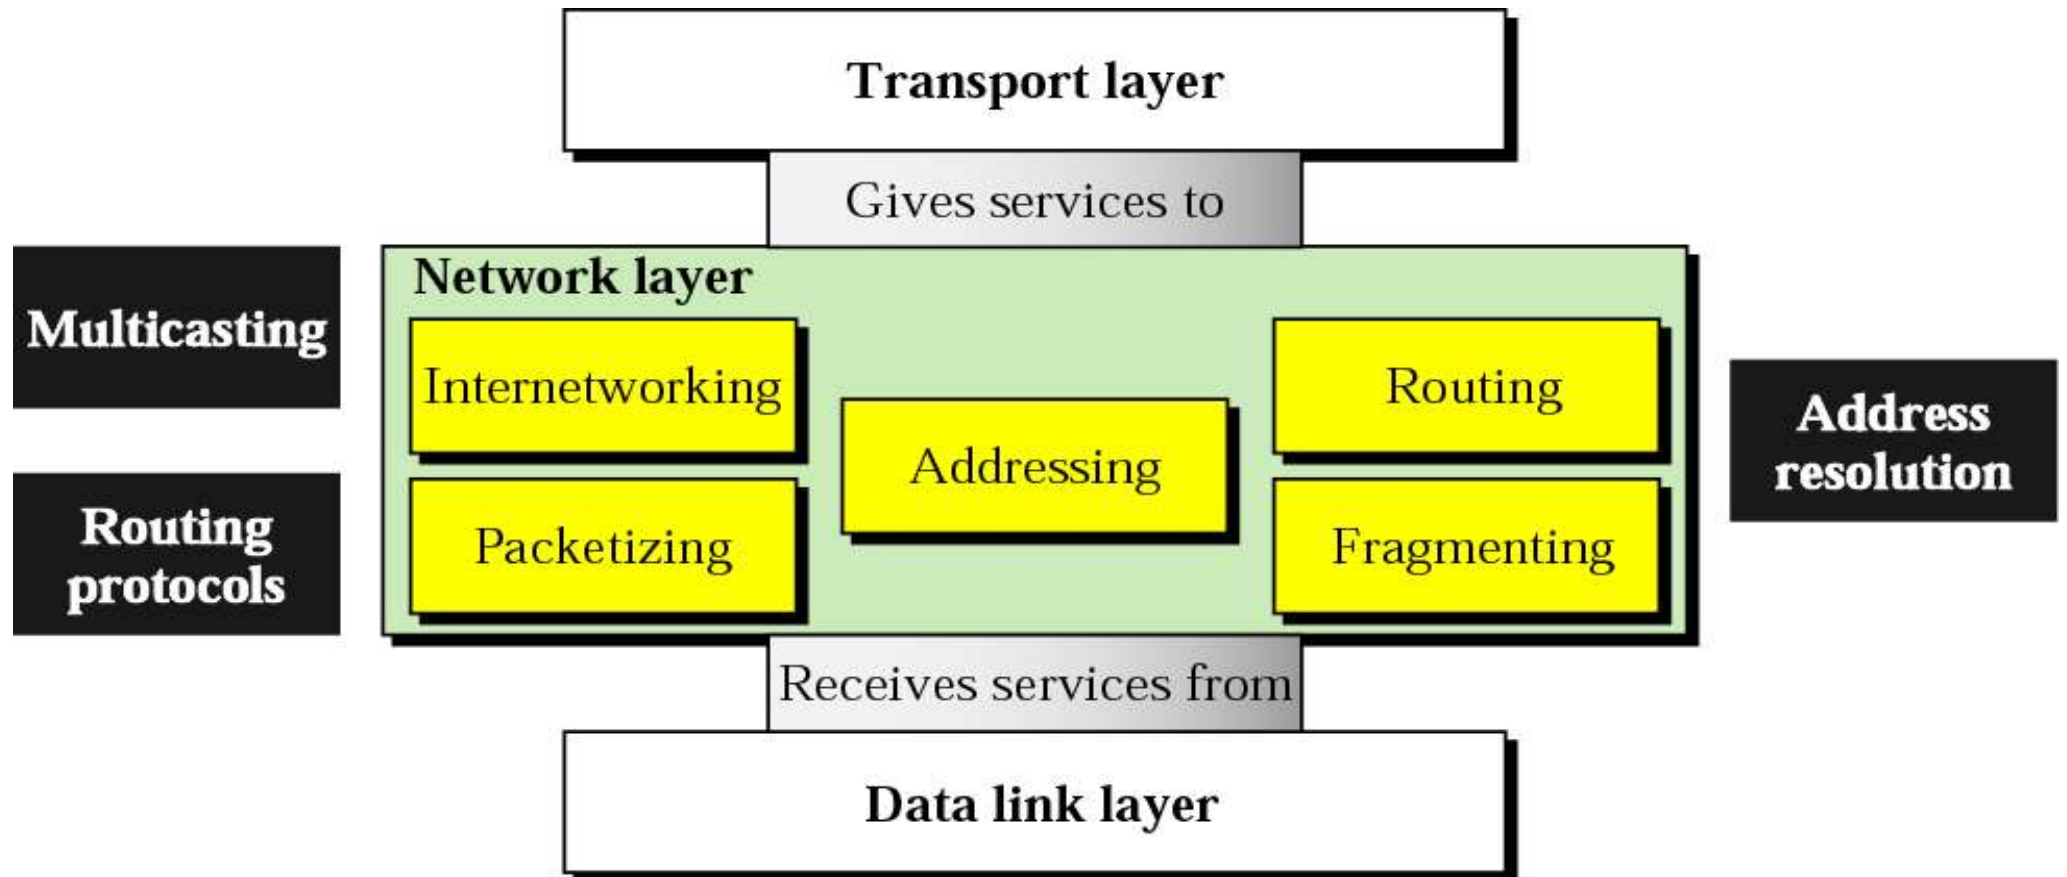 Transport layer
Gives services to
Network layer
Multicasting
Internetworking
Routing
Addressing
Address
resolution
Routing
protocols
Packetizing
Fragmenting
Receives services from
Data link layer